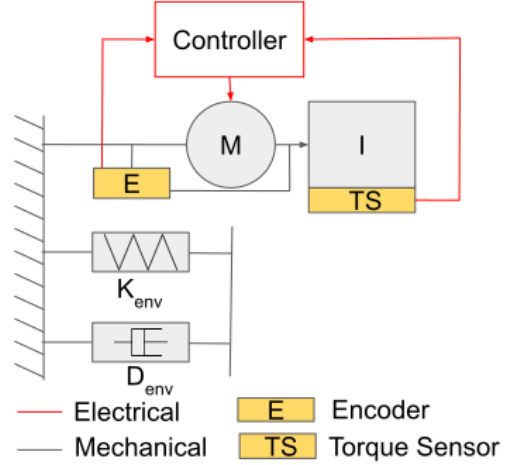 Controller
M
I
E
TS
Kenv
Denv
Electrical
E Encoder
Mechanical
TS Torque Sensor